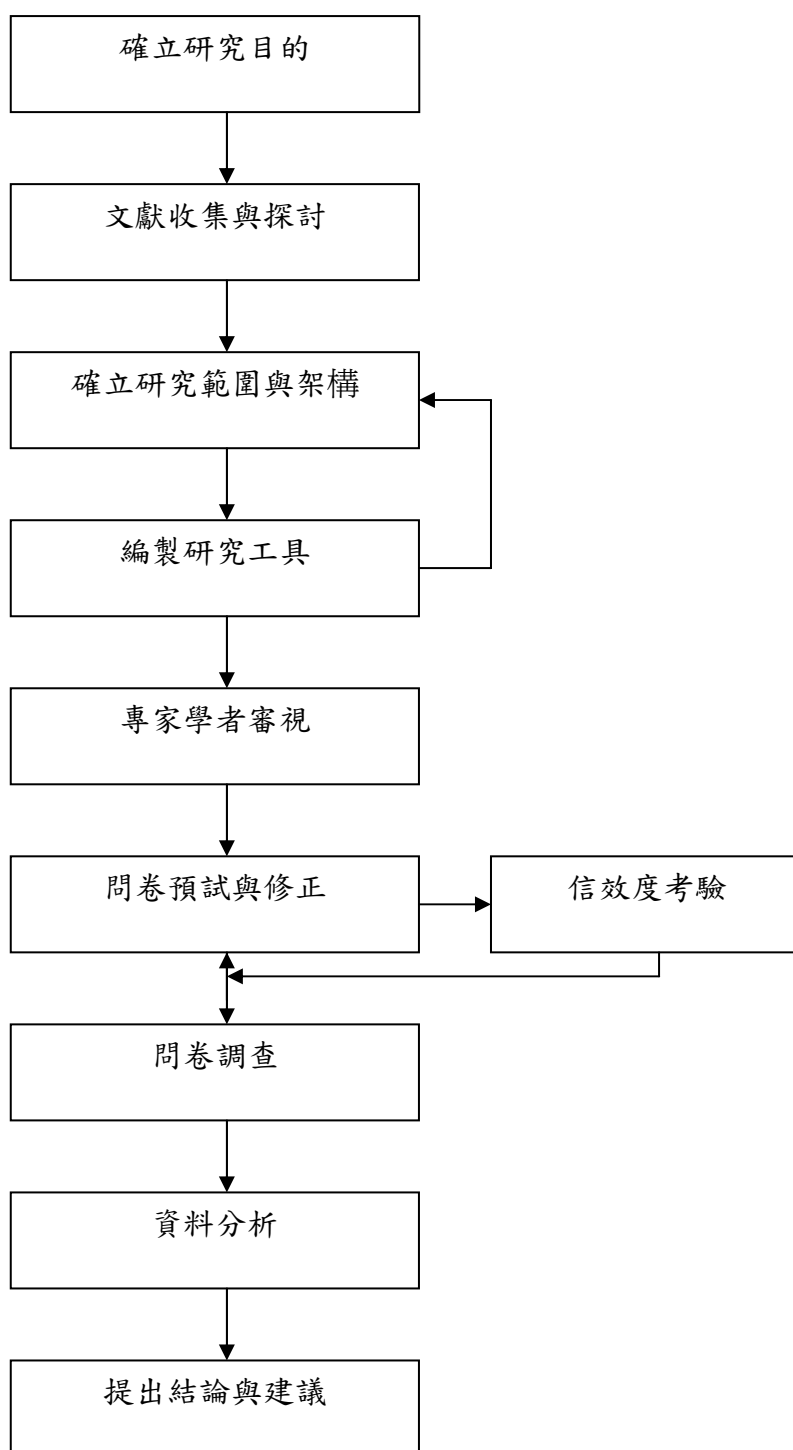 確立研究目的
文獻收集與探討
確立研究範圍與架構
編製研究工具
專家學者審視
問卷預試與修正
信效度考驗
問卷調查
資料分析
提出結論與建議